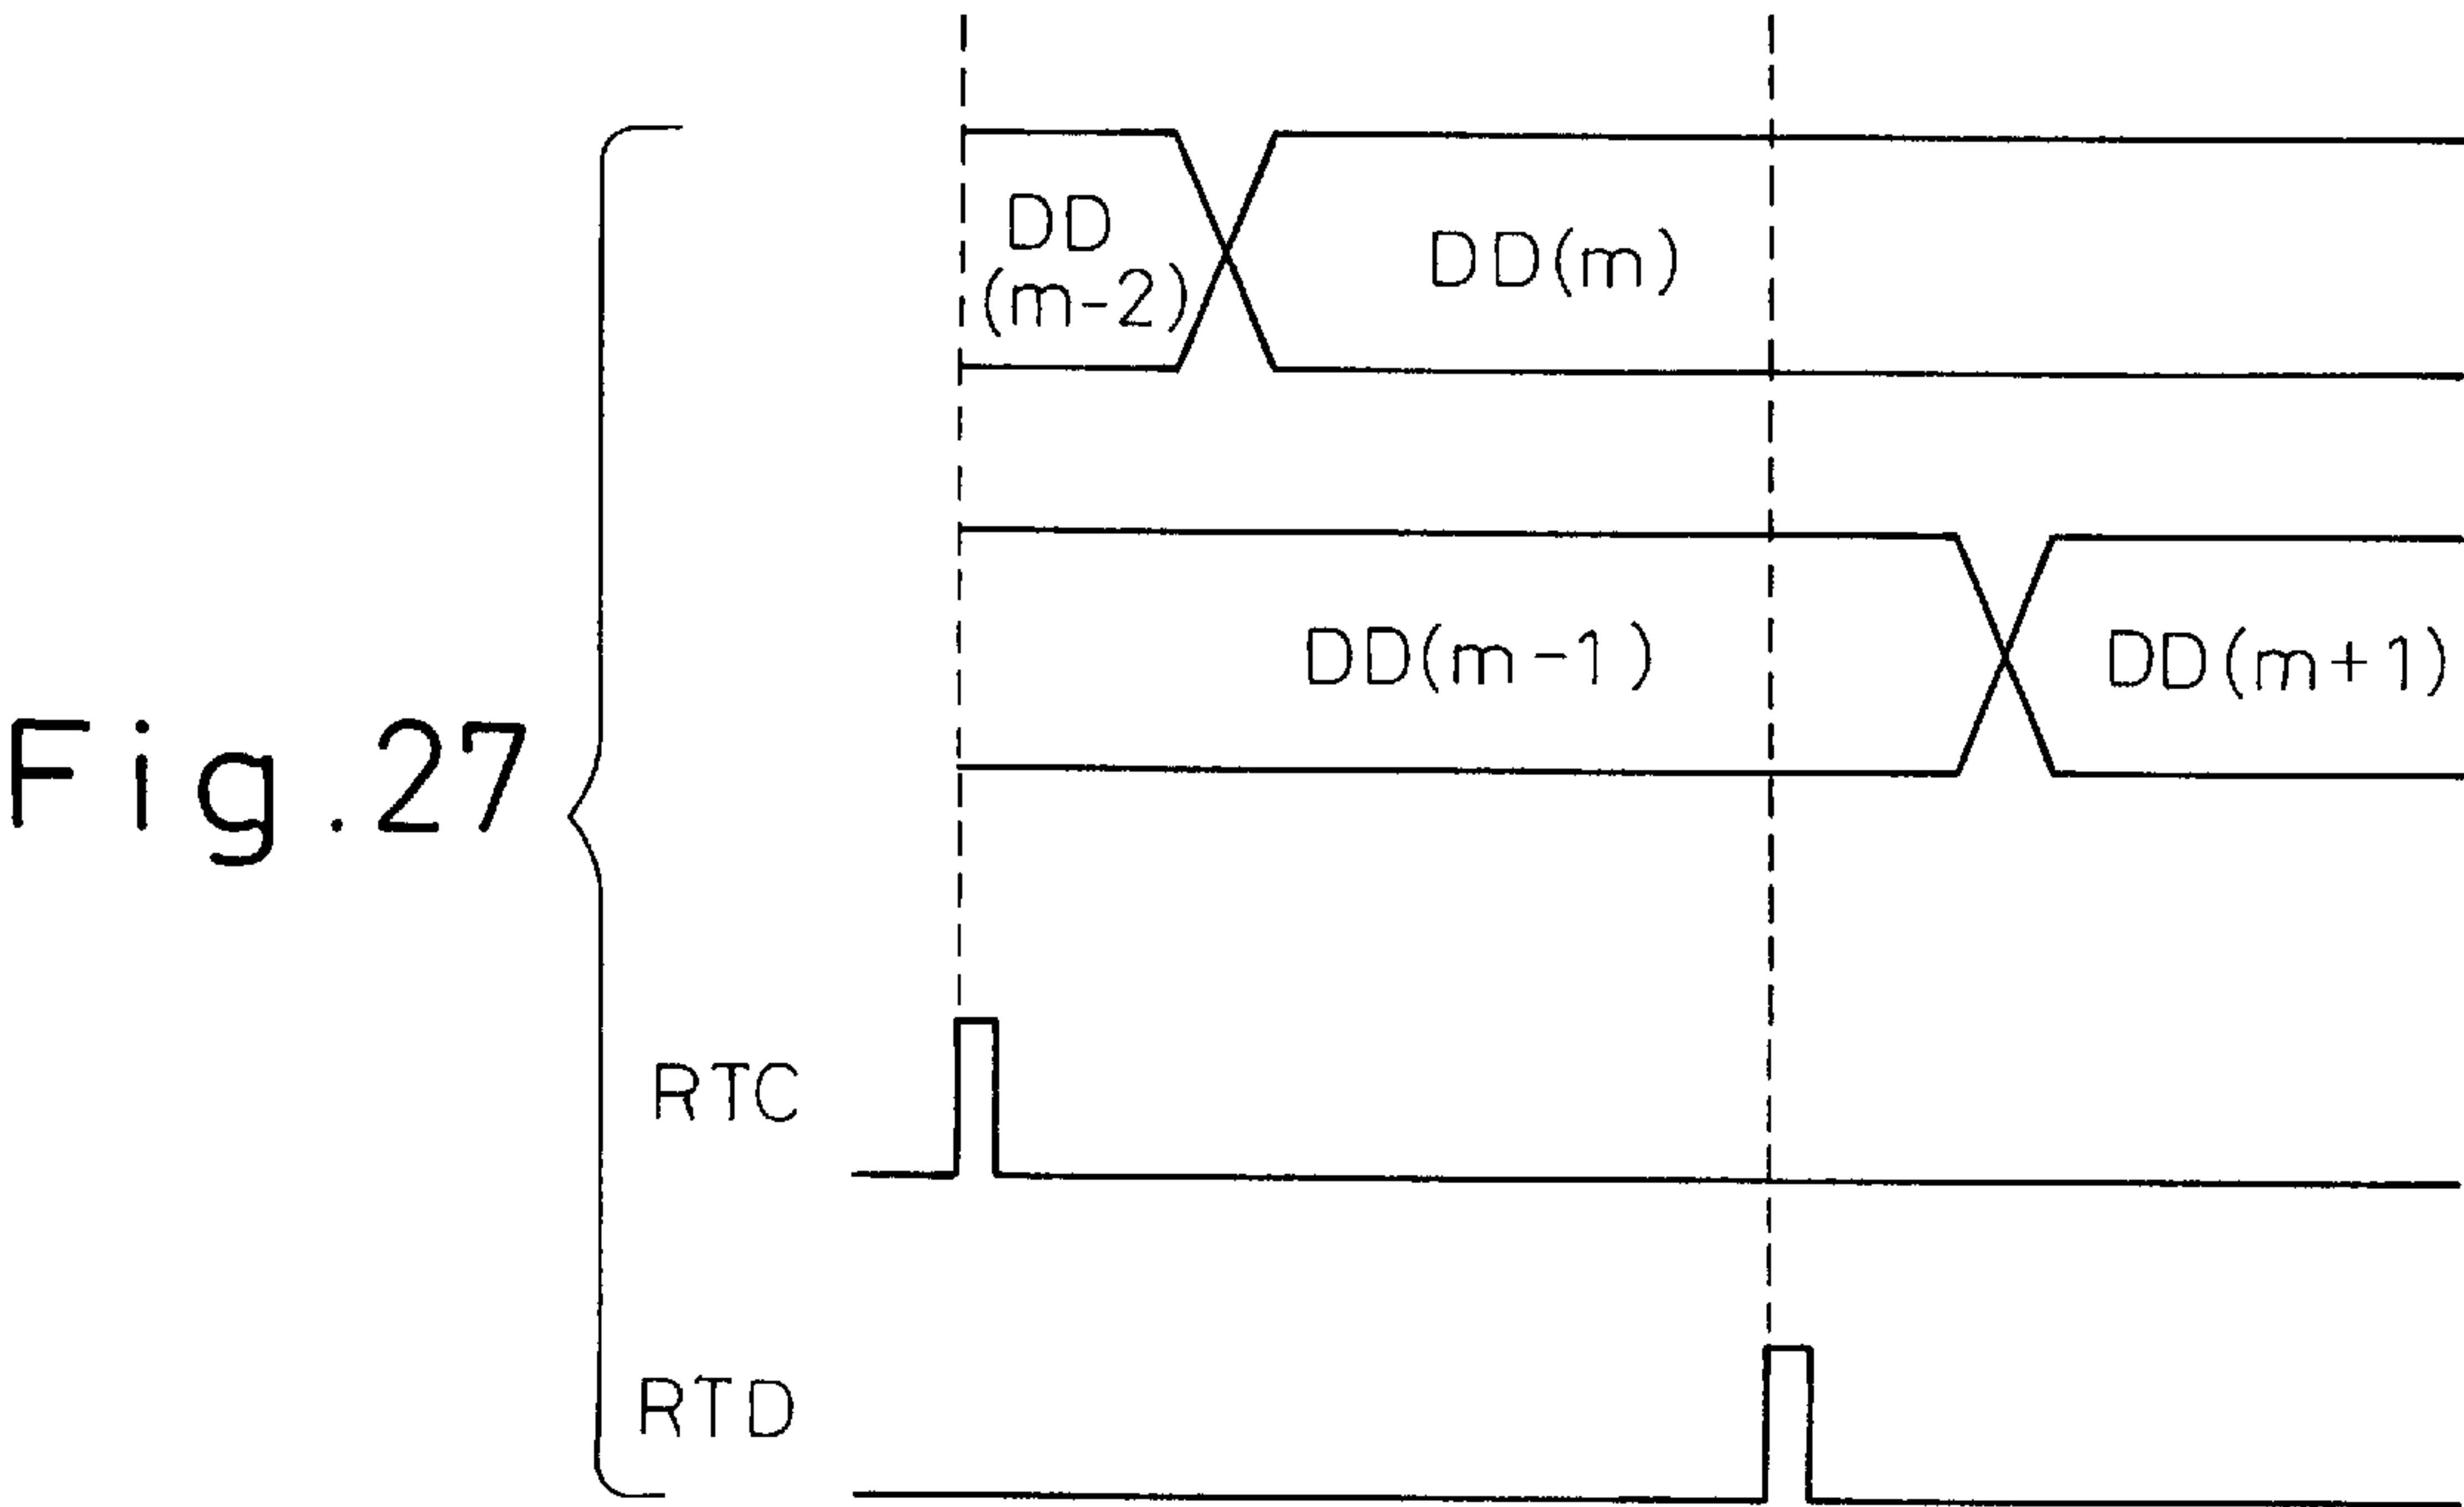 DD
(m-2)
DD(m)
DD(m-1)
DD(m+1)
Fig.27
RTC
RTD